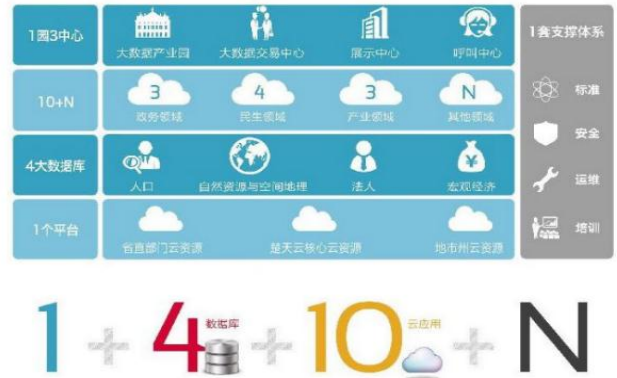 1园3中心
大数据产业园
大数据交易中心
展示中心
呼叫中心
1套支撑体系
10+N
3
政务领域
4
民生领域
3
产业领域
N
其他领域
标准
安全
4大数据库
人口
自然资源与空间地理
法人
¥
宏观经济
运维
1个平台
省直部门云资源
楚天云核心云资源
地市州云资源
培训
1 + 4 数据库 + 10 云应用 + N